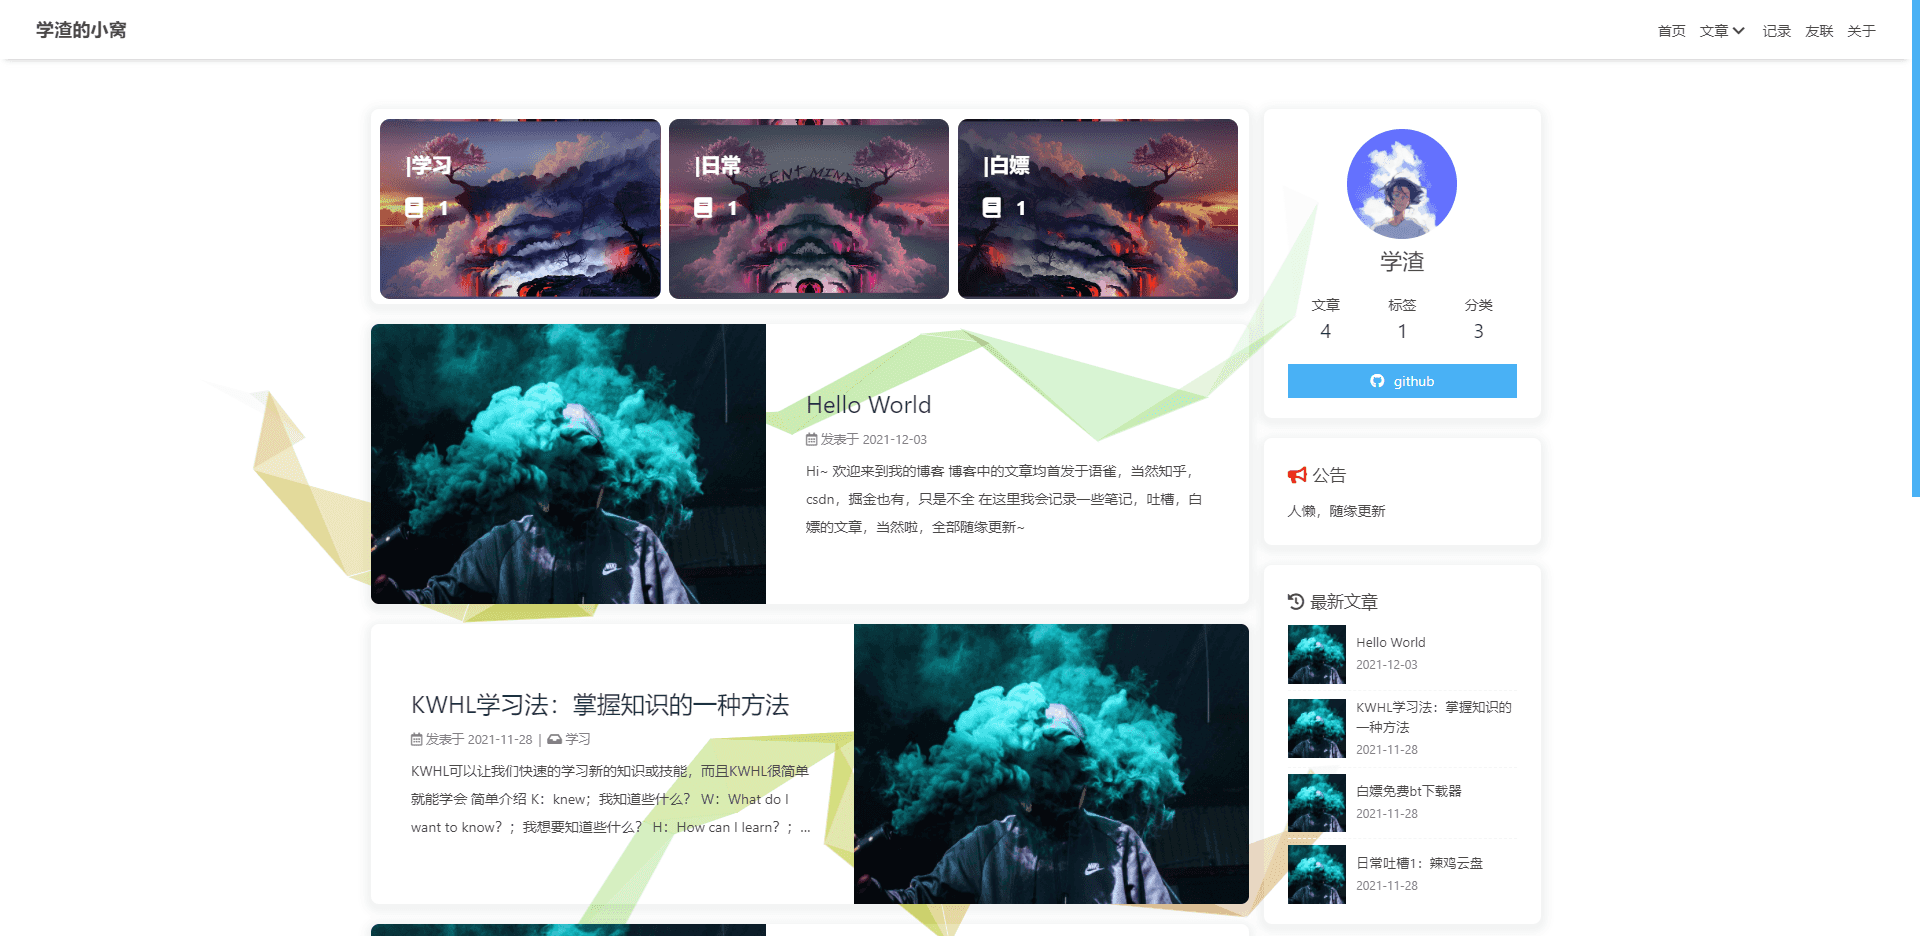 学渣的小窝
首页 文章 记录 友联 关于
|学习
1
|日常
1
BENT MINDS
|白嫖
1
Hello World
发表于 2021-12-03
Hi~ 欢迎来到我的博客 博客中的文章均首发于语雀，当然知乎，
csdn，掘金也有，只是不全 在这里我会记录一些笔记，吐槽，白
嫖的文章，当然啦，全部随缘更新~
KWHL学习法：掌握知识的一种方法
发表于 2021-11-28 | 学习
KWHL可以让我们快速的学习新的知识或技能，而且KWHL很简单
就能学会 简单介绍 K：knew；我知道些什么？ W：What do I
want to know？；我想要知道些什么？ H：How can I learn？；...
学渣
文章 标签 分类
4 1 3
github
公告
人懒，随缘更新
最新文章
Hello World
2021-12-03
KWHL学习法：掌握知识的
一种方法
2021-11-28
白嫖免费bt下载器
2021-11-28
日常吐槽1：辣鸡云盘
2021-11-28